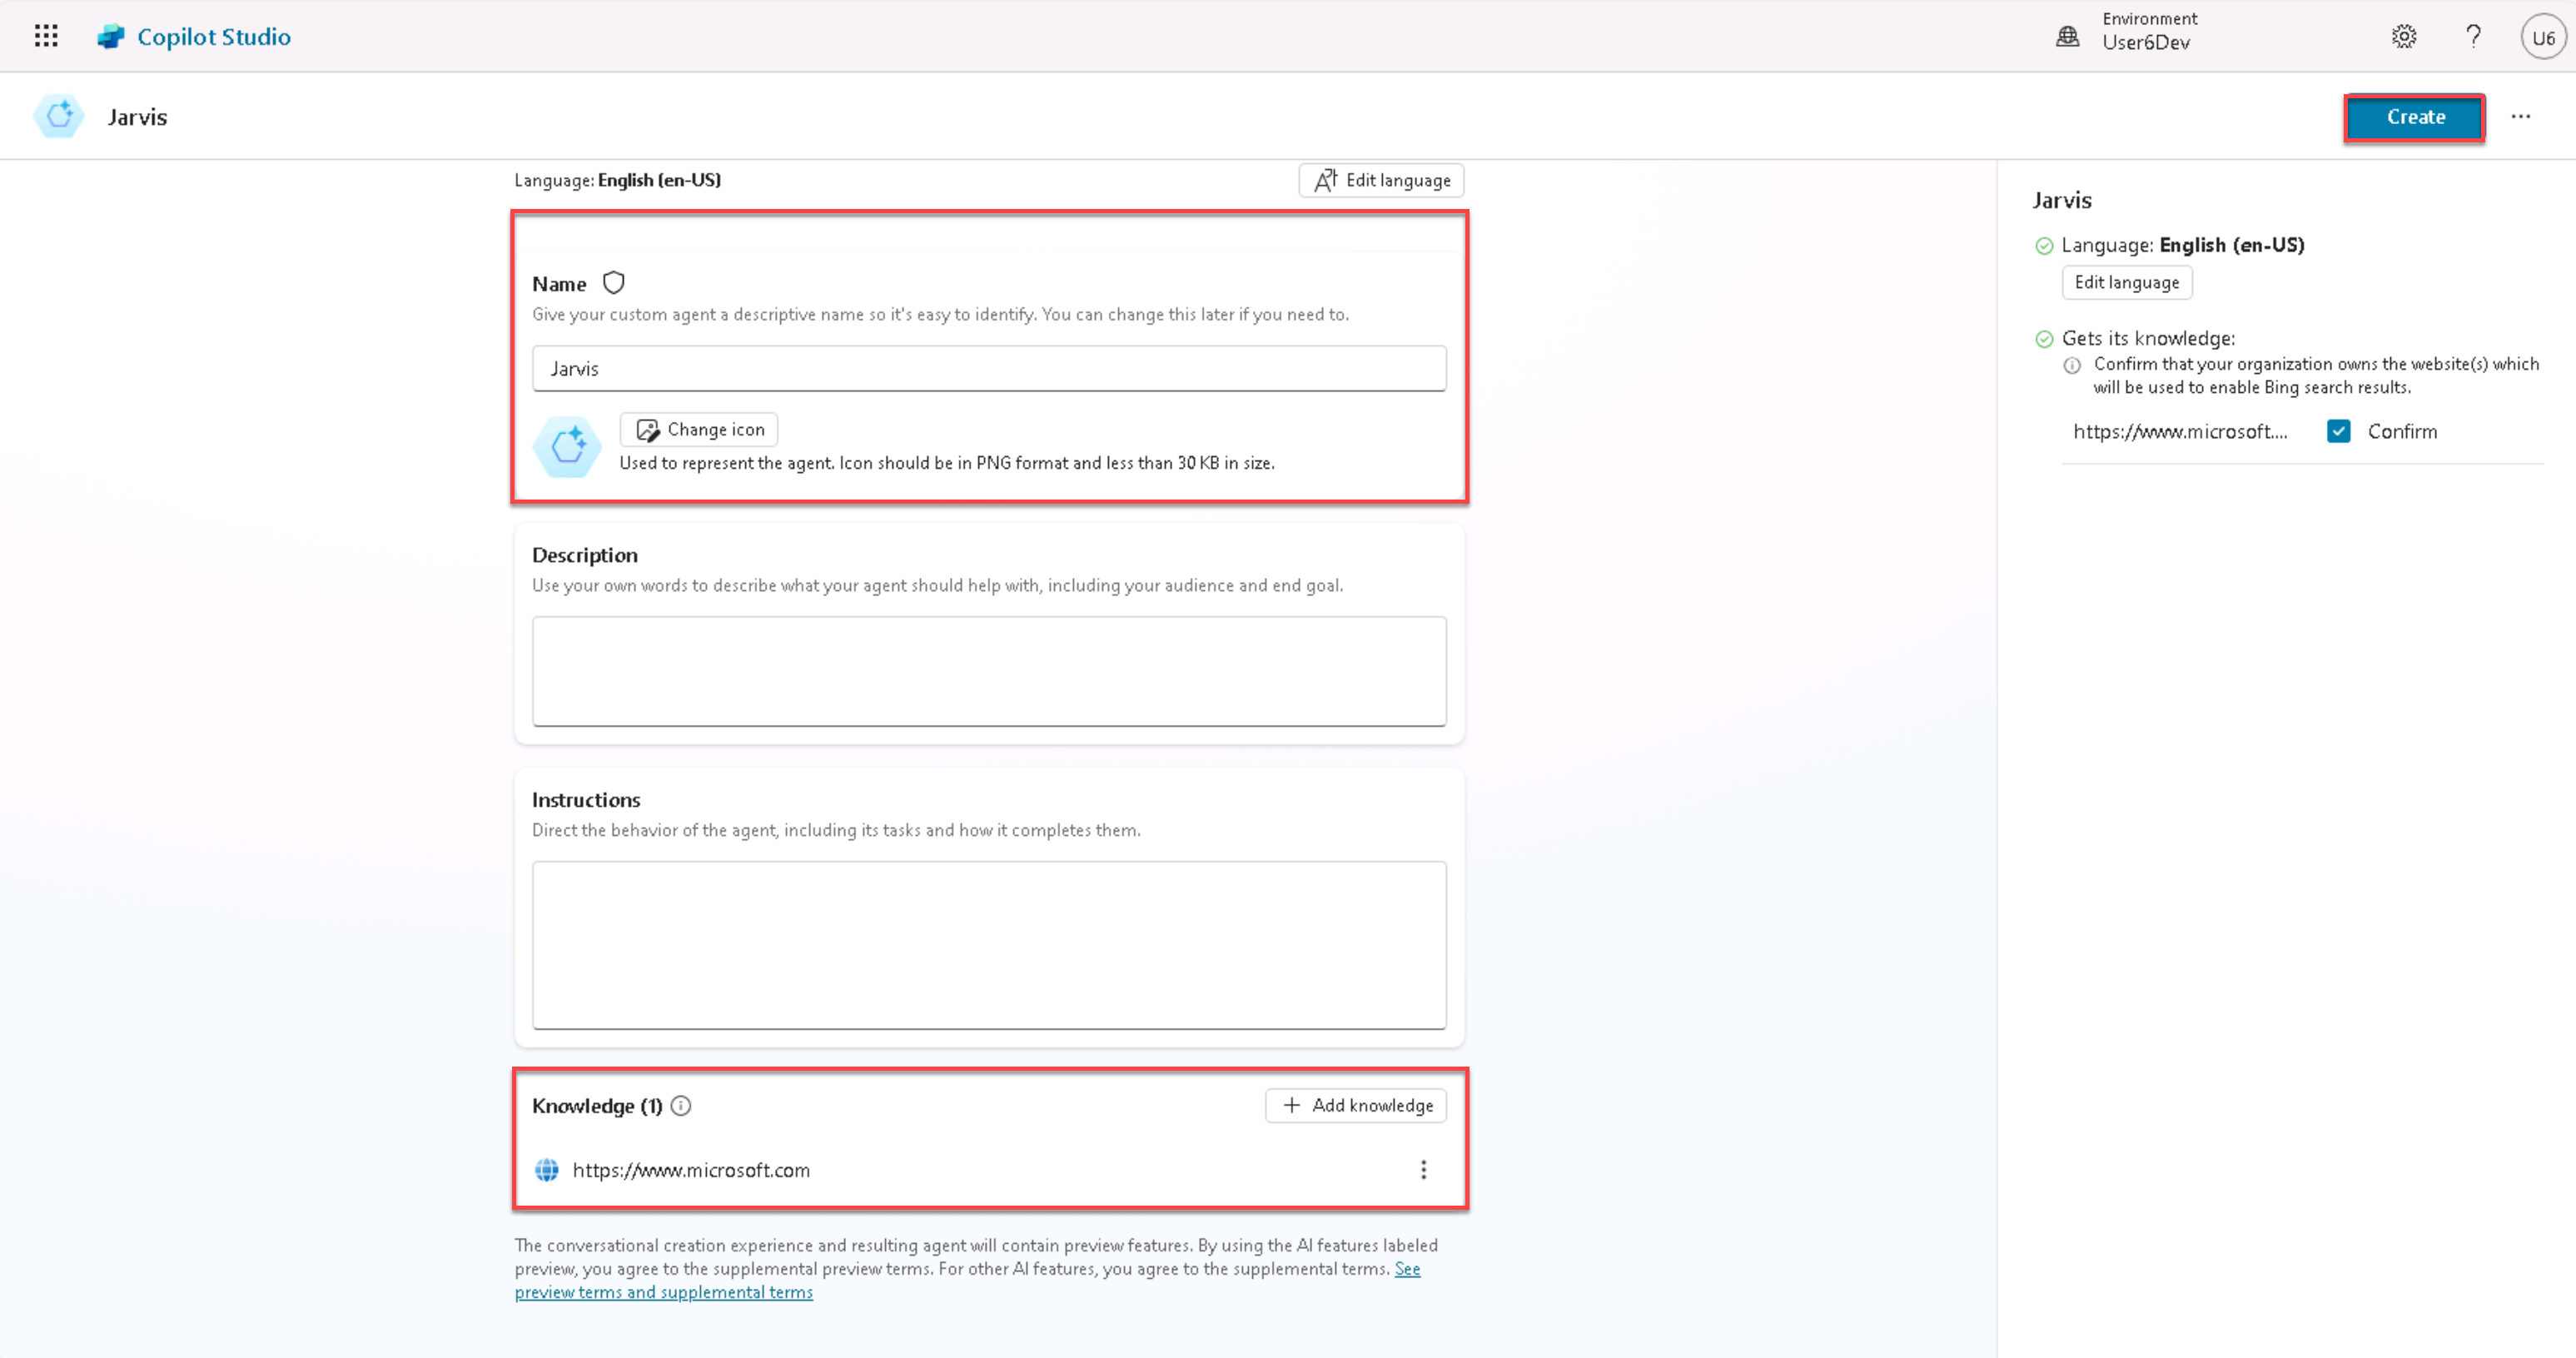 Copilot Studio
Environment
User6Dev
?
U6
Jarvis
Create
Language: English (en-US)
Edit language
Name
Give your custom agent a descriptive name so it's easy to identify. You can change this later if you need to.
Jarvis
Change icon
Used to represent the agent. Icon should be in PNG format and less than 30 KB in size.
Description
Use your own words to describe what your agent should help with, including your audience and end goal.
Instructions
Direct the behavior of the agent, including its tasks and how it completes them.
Knowledge (1)
Add knowledge
https://www.microsoft.com
The conversational creation experience and resulting agent will contain preview features. By using the AI features labeled
preview, you agree to the supplemental preview terms. For other AI features, you agree to the supplemental terms. See
preview terms and supplemental terms
Jarvis
Language: English (en-US)
Edit language
Gets its knowledge:
Confirm that your organization owns the website(s) which
will be used to enable Bing search results.
https://www.microsoft....
Confirm